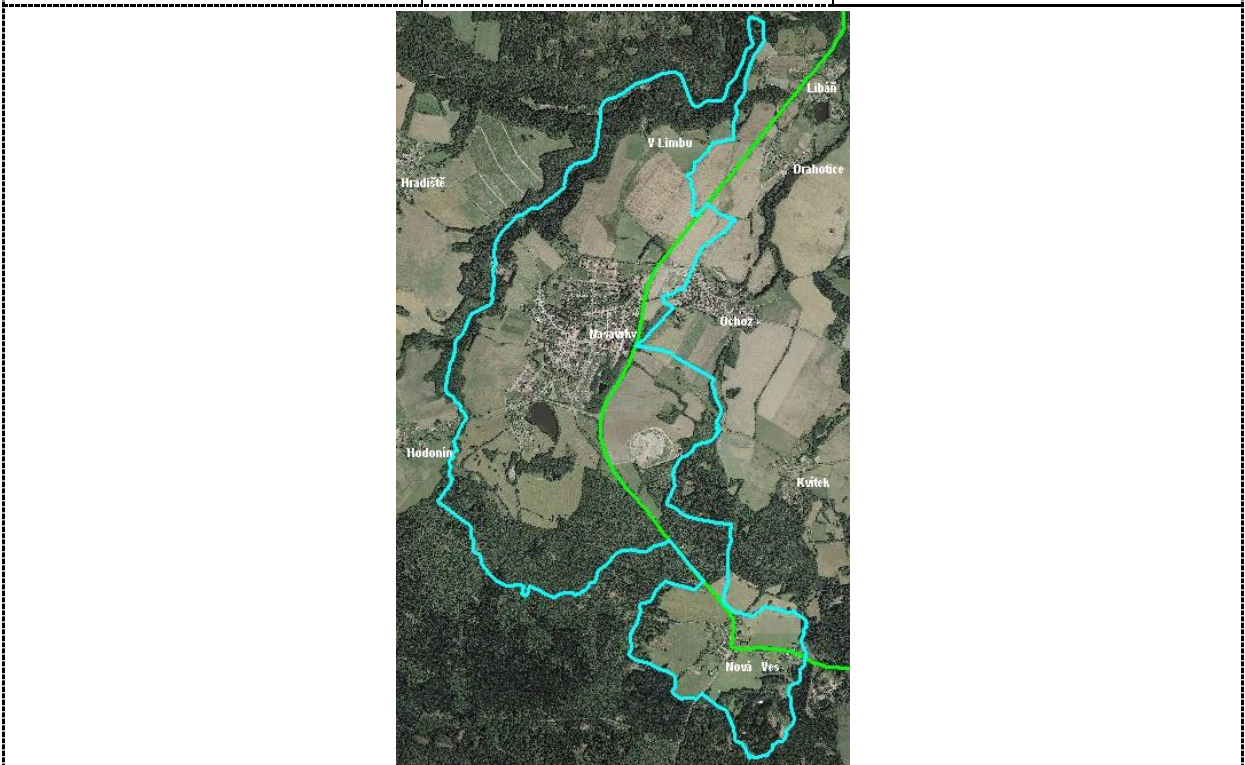 Libáň
V Limbu
Drahotice
Hradiště
Ochoz
Nasavrky
Hodonín
Kvítek
Nová Ves